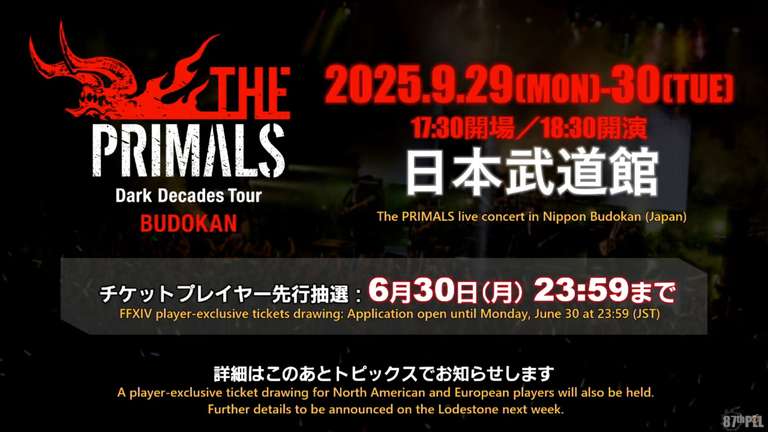 THE
PRIMALS
Dark Decades Tour
BUDOKAN
2025.9.29(MON)-30(TUE)
17:30開場／18:30開演
日本武道館
The PRIMALS live concert in Nippon Budokan (Japan)
チケットプレイヤー先行抽選：6月30日(月) 23:59まで
FFXIV player-exclusive tickets drawing: Application open until Monday, June 30 at 23:59 (JST)
詳細はこのあとトピックスでお知らせします
A player-exclusive ticket drawing for North American and European players will also be held.
Further details to be announced on the Lodestone next week.